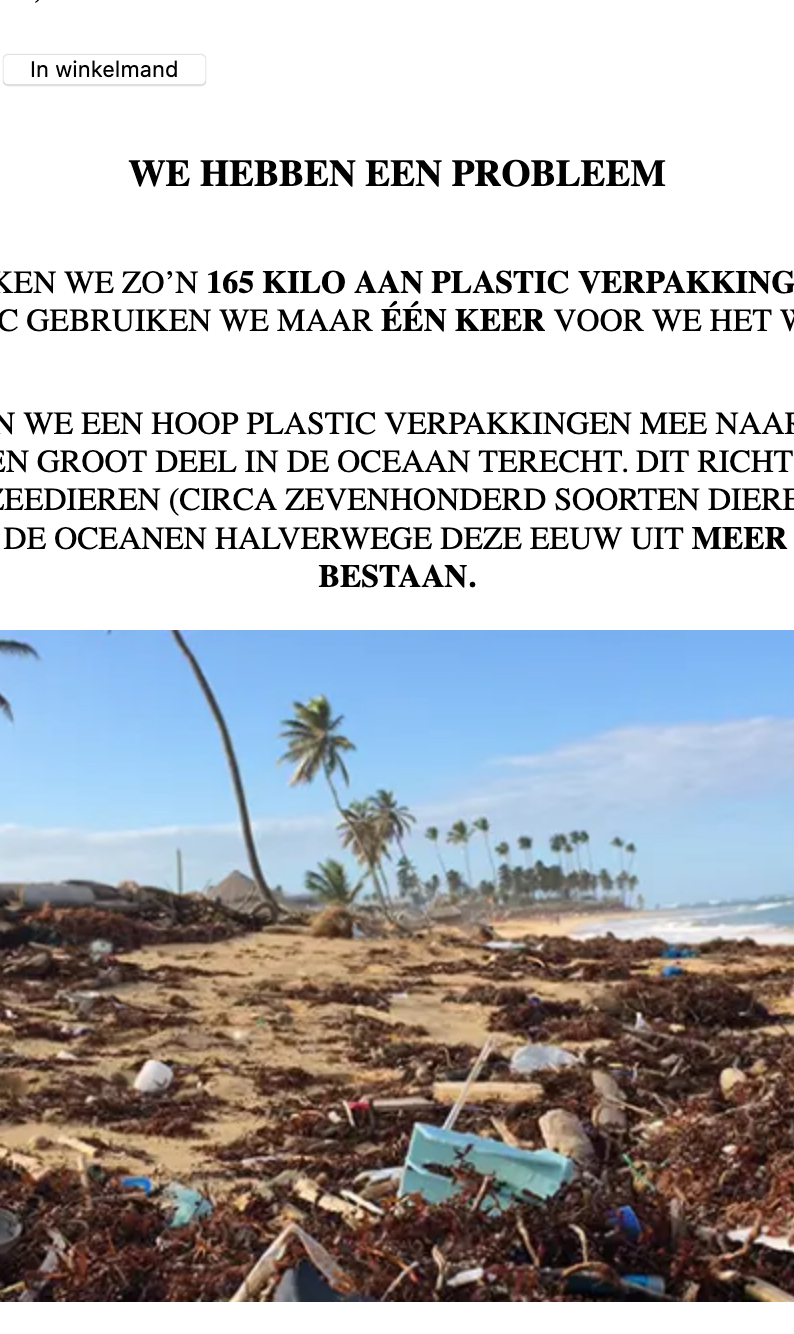 In winkelmand
WE HEBBEN EEN PROBLEEM
KEN WE ZO’N 165 KILO AAN PLASTIC VERPAKKING
C GEBRUIKEN WE MAAR ÉÉN KEER VOOR WE HET W
N WE EEN HOOP PLASTIC VERPAKKINGEN MEE NAAR
EN GROOT DEEL IN DE OCEAAN TERECHT. DIT RICHT
ZEEDIEREN (CIRCA ZEVENHONDERD SOORTEN DIERE
DE OCEANEN HALVERWEGE DEZE EEUW UIT MEER
BESTAAN.